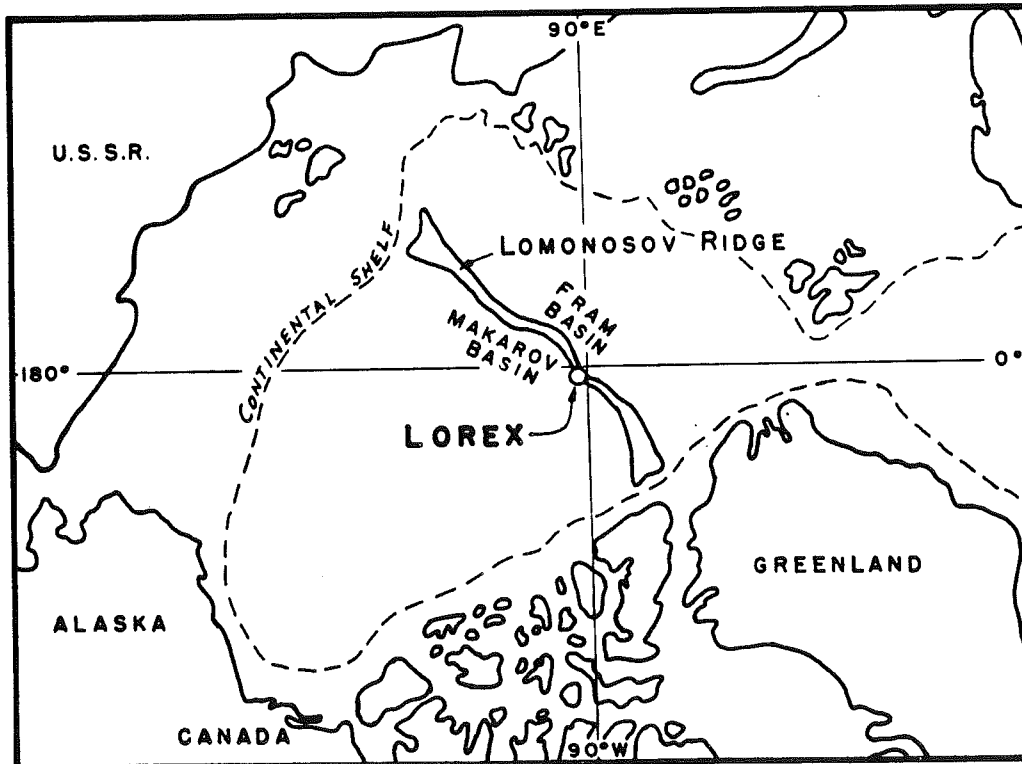 90°E
U.S.S.R.
LOMONOSOV RIDGE
CONTINENTAL SHELF
FRAM
BASIN
MAKAROV
BASIN
180°
0°
LOREX
GREENLAND
ALASKA
CANADA
90°W